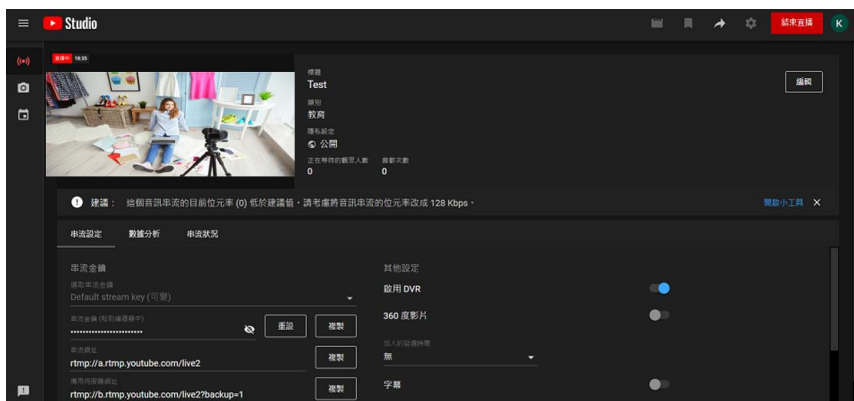 Studio
結束直播
K
直播中 18:35
標題
Test
編輯
類別
教育
隱私設定
公開
正在等待的觀眾人數 喜歡次數
0 0
建議： 這個音訊串流的目前位元率 (0) 低於建議值。請考慮將音訊串流的位元率改成 128 Kbps。
開啟小工具
串流設定 數據分析 串流狀況
串流金鑰
選取串流金鑰
Default stream key (可變)
串流金鑰 (貼到編碼器中)
重設 複製
串流網址
rtmp://a.rtmp.youtube.com/live2
複製
備用伺服器網址
rtmp://b.rtmp.youtube.com/live2?backup=1
複製
其他設定
啟用 DVR
360 度影片
加入的延遲時間
無
字幕